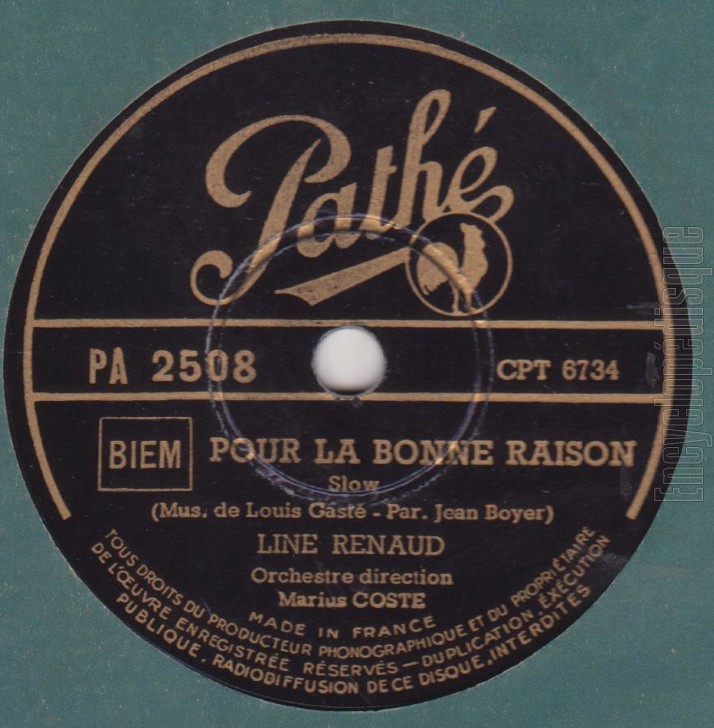 Pathé
PA 2508
CPT 6734
BIEM
POUR LA BONNE RAISON
Slow
(Mus. de Louis Gasté - Par. Jean Boyer)
LINE RENAUD
Orchestre direction
Marius COSTE
MADE IN FRANCE
TOUS DROITS DU PRODUCTEUR PHONOGRAPHIQUE ET DU PROPRIÉTAIRE
DE L'ŒUVRE ENREGISTRÉE RÉSERVÉS — DUPLICATION, EXÉCUTION
PUBLIQUE, RADIODIFFUSION DE CE DISQUE, INTERDITES
Encyclopédisque